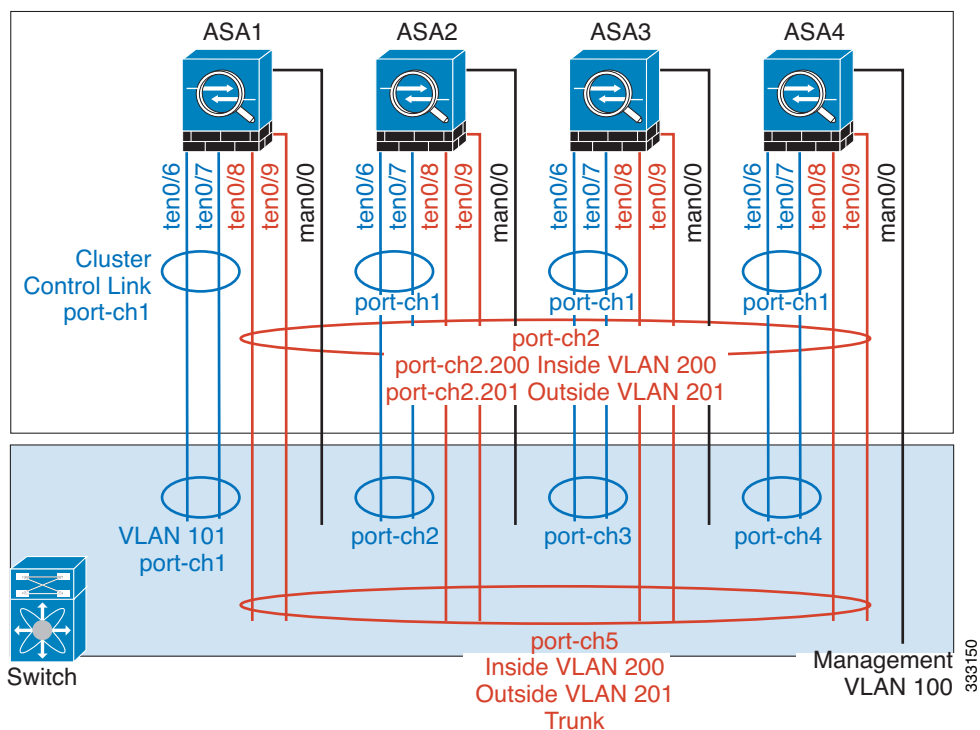 ASA1
ASA2
ASA3
ASA4
ten0/6
ten0/7
ten0/8
ten0/9
man0/0
ten0/6
ten0/7
ten0/8
ten0/9
man0/0
ten0/6
ten0/7
ten0/8
ten0/9
man0/0
ten0/6
ten0/7
ten0/8
ten0/9
man0/0
Cluster
Control Link
port-ch1
port-ch1
port-ch1
port-ch1
port-ch2
port-ch2.200 Inside VLAN 200
port-ch2.201 Outside VLAN 201
VLAN 101
port-ch1
port-ch2
port-ch3
port-ch4
Switch
port-ch5
Inside VLAN 200
Outside VLAN 201
Trunk
Management
VLAN 100
333150